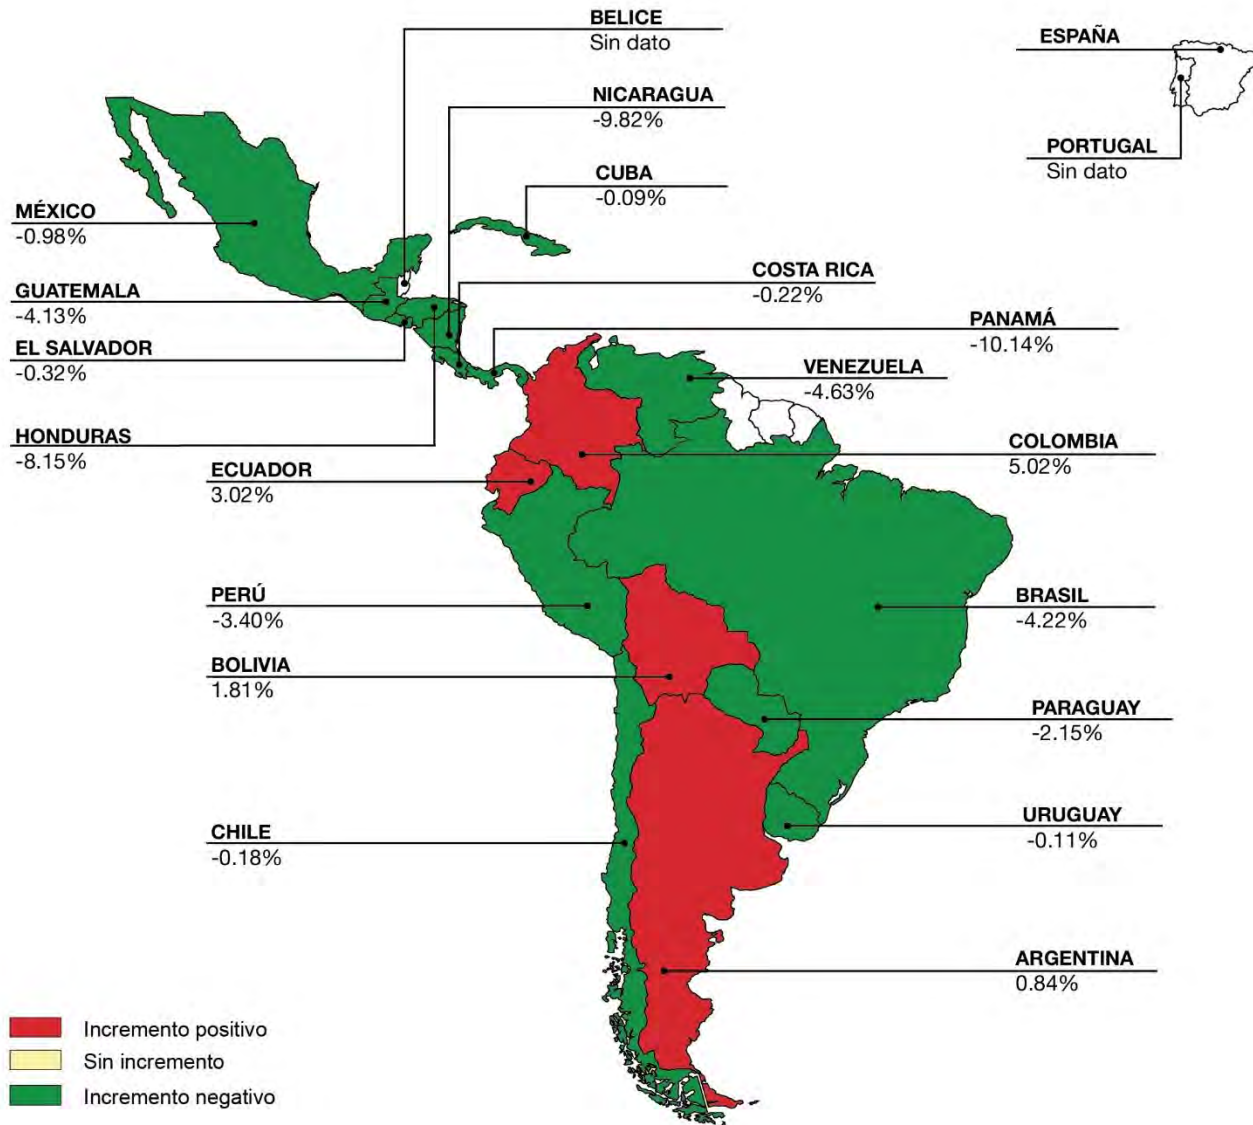 BELICE
Sin dato
ESPAÑA
NICARAGUA
-9.82%
PORTUGAL
Sin dato
CUBA
-0.09%
MÉXICO
-0.98%
COSTA RICA
-0.22%
GUATEMALA
-4.13%
PANAMÁ
-10.14%
EL SALVADOR
-0.32%
VENEZUELA
-4.63%
HONDURAS
-8.15%
COLOMBIA
5.02%
ECUADOR
3.02%
PERÚ
-3.40%
BRASIL
-4.22%
BOLIVIA
1.81%
PARAGUAY
-2.15%
CHILE
-0.18%
URUGUAY
-0.11%
ARGENTINA
0.84%
Incremento positivo
Sin incremento
Incremento negativo